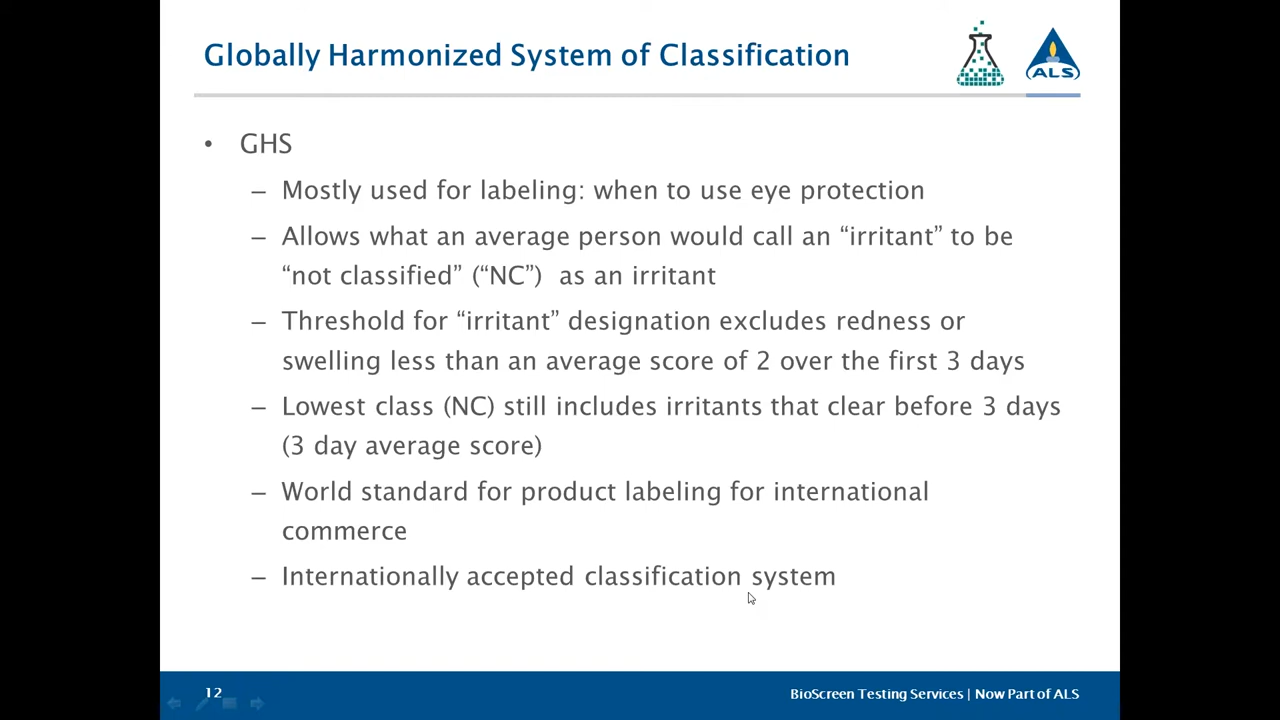 Globally Harmonized System of Classification
ALS
• GHS
– Mostly used for labeling: when to use eye protection
– Allows what an average person would call an “irritant” to be
“not classified” (“NC”)  as an irritant
– Threshold for “irritant” designation excludes redness or
swelling less than an average score of 2 over the first 3 days
– Lowest class (NC) still includes irritants that clear before 3 days
(3 day average score)
– World standard for product labeling for international
commerce
– Internationally accepted classification system
12
BioScreen Testing Services | Now Part of ALS